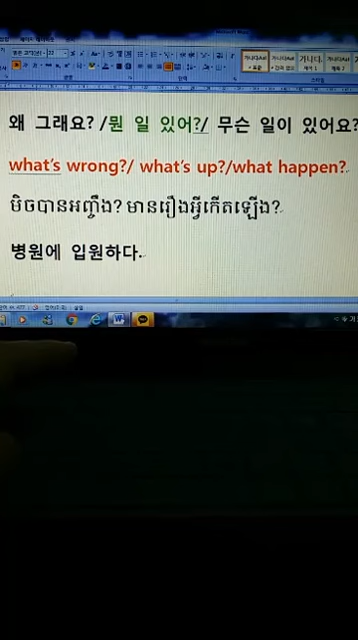 왜 그래요? /뭔 일 있어?/ 무슨 일이 있어요?
what's wrong?/ what's up?/what happen?
មិចបានអញ្ចឹង? មានរឿងអ្វីកើតឡើង?
병원에 입원하다.